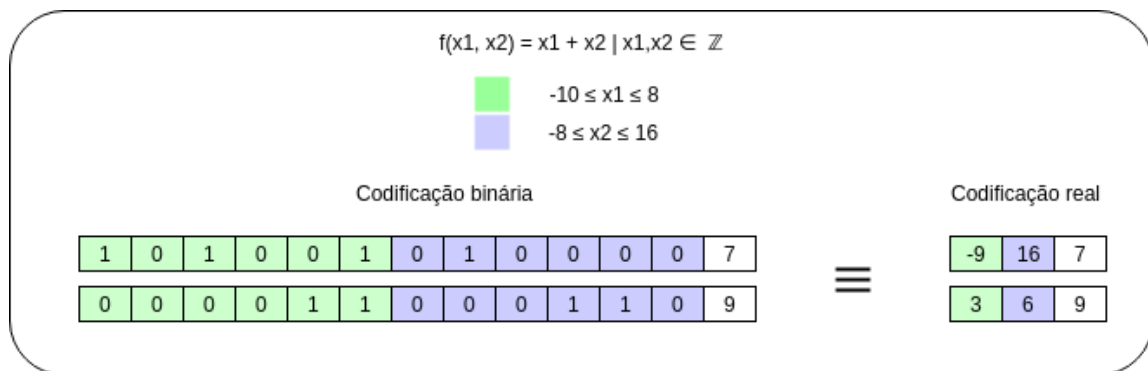 f(x1, x2) = x1 + x2 | x1,x2 ∈ ℤ
-10 ≤ x1 ≤ 8
-8 ≤ x2 ≤ 16
Codificação binária
1 0 1 0 0 1 0 1 0 0 0 0 7
0 0 0 0 1 1 0 0 0 1 1 0 9
≡
Codificação real
-9 16 7
3 6 9